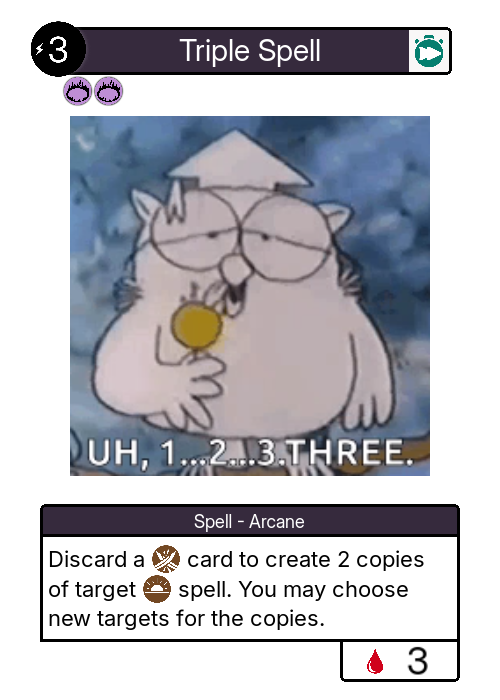 3 Triple Spell
UH, 1...2...3.THREE.
Spell - Arcane
Discard a card to create 2 copies
of target spell. You may choose
new targets for the copies.
3